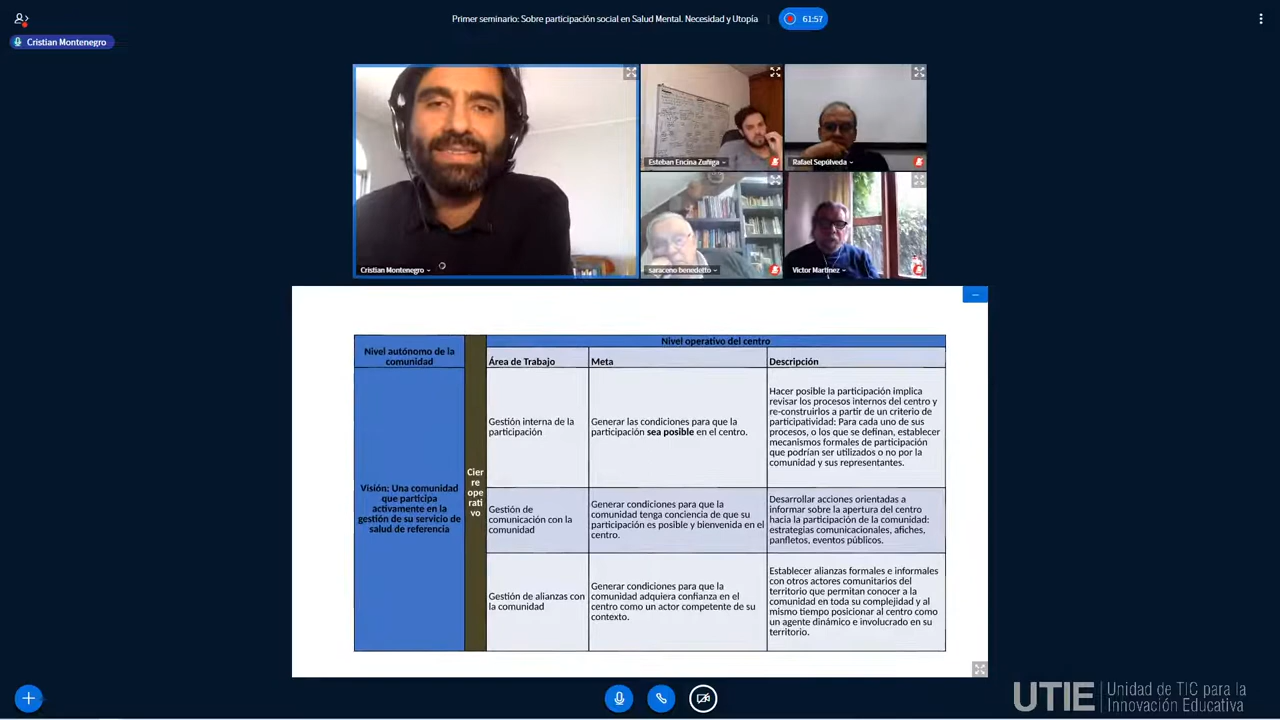 Primer seminario: Sobre participación social en Salud Mental. Necesidad y Utopía
61:57
Cristian Montenegro
Esteban Encina Zuñiga
Rafael Sepúlveda
Cristian Montenegro
saraceno benedetto
Victor Martinez
Nivel autónomo de la
comunidad
Nivel operativo del centro
Área de Trabajo
Meta
Descripción
Visión: Una comunidad
que participa
activamente en la
gestión de su servicio de
salud de referencia
Cier
re
ope
rati
vo
Gestión interna de la
participación
Generar las condiciones para que la
participación sea posible en el centro.
Hacer posible la participación implica
revisar los procesos internos del centro y
re-construirlos a partir de un criterio de
participatividad: Para cada uno de sus
procesos, o los que se definan, establecer
mecanismos formales de participación
que podrían ser utilizados o no por la
comunidad y sus representantes.
Gestión de
comunicación con la
comunidad
Generar condiciones para que la
comunidad tenga conciencia de que su
participación es posible y bienvenida en el
centro.
Desarrollar acciones orientadas a
informar sobre la apertura del centro
hacia la participación de la comunidad:
estrategias comunicacionales, afiches,
panfletos, eventos públicos.
Gestión de alianzas con
la comunidad
Generar condiciones para que la
comunidad adquiera confianza en el
centro como un actor competente de su
contexto.
Establecer alianzas formales e informales
con otros actores comunitarios del
territorio que permitan conocer a la
comunidad en toda su complejidad y al
mismo tiempo posicionar al centro como
un agente dinámico e involucrado en su
territorio.
UTIE
Unidad de TIC para la
Innovación Educativa